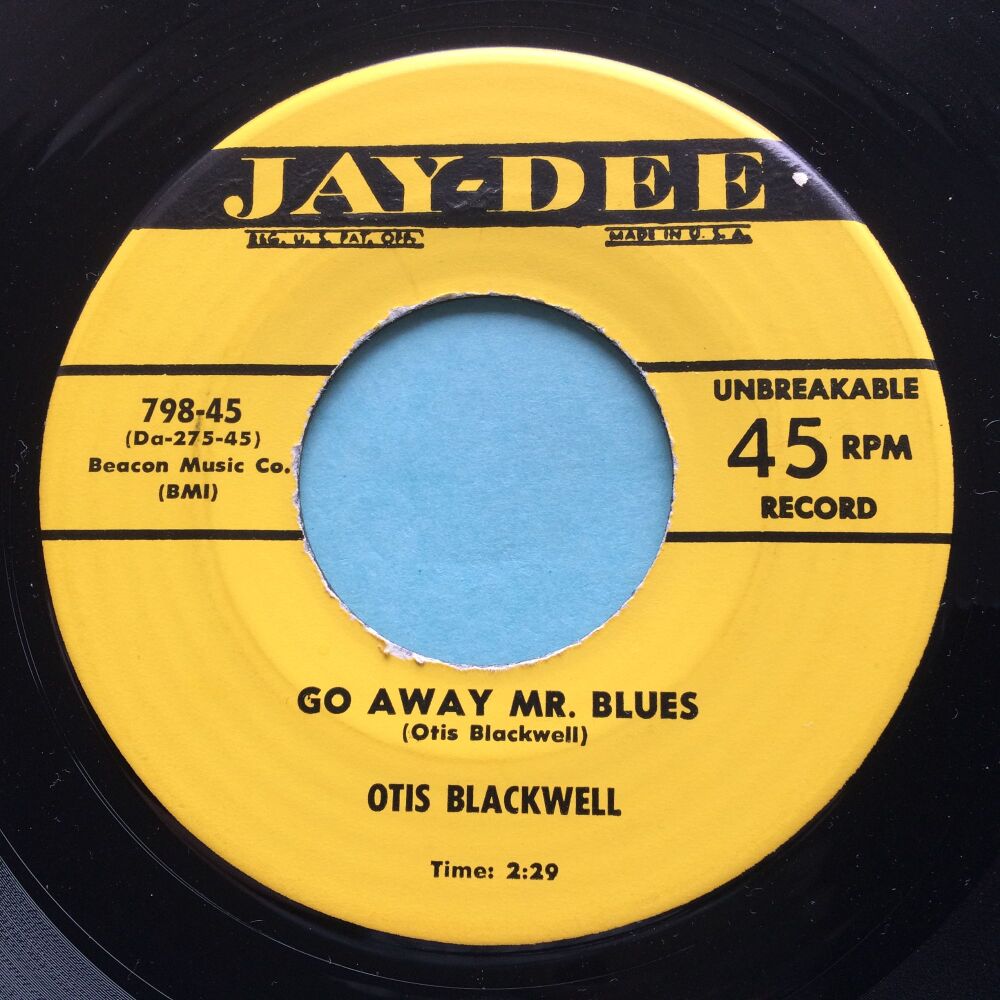 JAY-DEE
REG. U. S. PAT. OFF.
MADE IN U. S. A.
798-45
(Da-275-45)
Beacon Music Co.
(BMI)
UNBREAKABLE
45 RPM
RECORD
GO AWAY MR. BLUES
(Otis Blackwell)
OTIS BLACKWELL
Time: 2:29